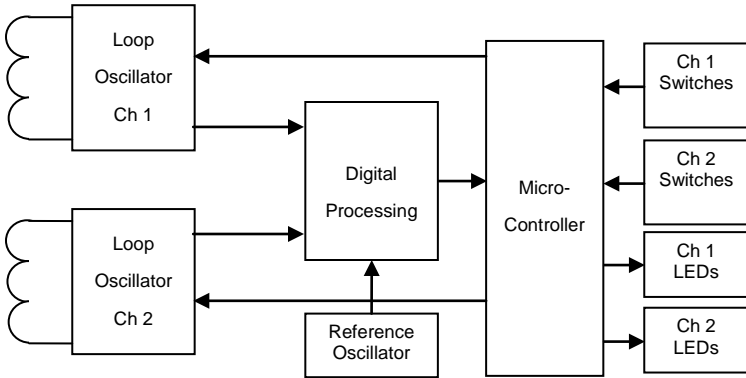 Loop
Oscillator
Ch 1
Loop
Oscillator
Ch 2
Digital
Processing
Reference
Oscillator
Micro-
Controller
Ch 1
Switches
Ch 2
Switches
Ch 1
LEDs
Ch 2
LEDs